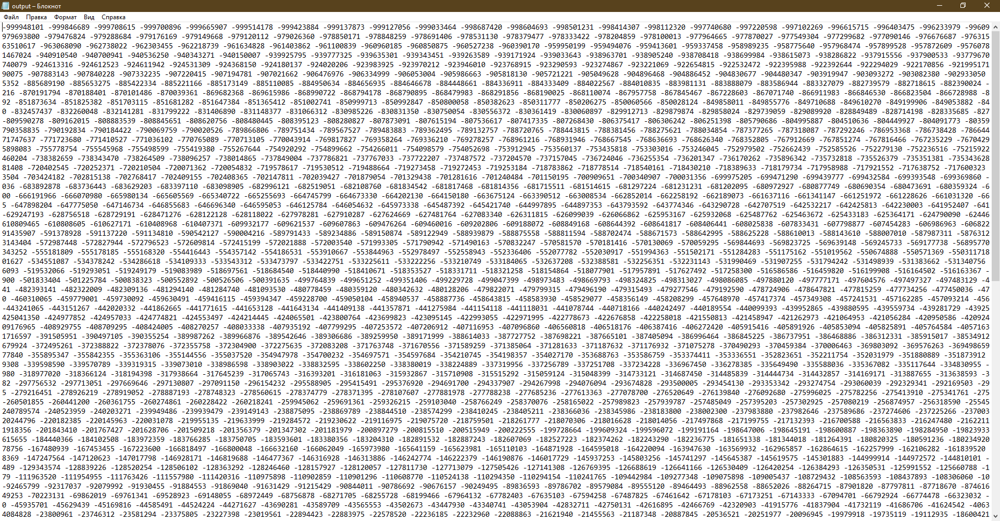 output – Блокнот
Файл Правка Формат Вид Справка
-999948101 -999846689 -999708615 -999700896 -999665907 -999514178 -999423884 -999137873 -999127056 -999033464 -998687420 -998604693 -998501231 -998414307 -998112320 -997740680 -997220598 -997102269 -996615715 -996403475 -996233979 -99609
979693800 -979476824 -979288684 -979176169 -979149668 -979120112 -979026360 -978850171 -978848259 -978691406 -978531130 -978379477 -978333422 -978204859 -978100013 -977964665 -977870027 -977549304 -977299682 -977090146 -976676687 -976315
63510617 -963068090 -962738022 -962303455 -962218739 -961634828 -961403862 -961100839 -960960185 -960850875 -960527238 -960390170 -959950199 -959494076 -959413601 -959337458 -958989235 -958775640 -957968474 -957899528 -957872609 -9576078
1467024 -940910540 -940700941 -940536250 -940343271 -940150007 -939925795 -939777325 -939635301 -939343451 -939263589 -939171924 -939033643 -938963701 -938905240 -938708418 -938699984 -938615073 -938286822 -937915556 -937900533 -93779670
740079 -924613316 -924612523 -924611942 -924531309 -924368150 -924180137 -924020206 -923983925 -923970212 -923946010 -923768915 -923290593 -923274867 -923221069 -922654815 -922532472 -922395988 -922392644 -922294029 -922170856 -921995171
90075 -907883143 -907840228 -907332235 -907220415 -907194781 -907021662 -906476976 -906334999 -906053004 -905986663 -905818130 -905721221 -905049628 -904896468 -904886452 -904830677 -904480347 -903919947 -903093272 -903082380 -902933050
5352 -885689190 -885653275 -885422334 -885221166 -885173149 -885110085 -884950634 -884656935 -884646678 -884448661 -884336911 -884333409 -884022567 -884010835 -883981131 -883888079 -883586944 -883327079 -882739579 -882718615 -882390024 -
216 -870191794 -870188401 -870101486 -870039361 -869682368 -869615986 -868990722 -868794178 -868790895 -868479983 -868291856 -868190025 -868110074 -867957758 -867845467 -867228603 -867071740 -866911983 -866846530 -866823504 -866728988 -8
92 -851873634 -851825382 -851703115 -851681282 -851647384 -851365412 -851002741 -850999713 -850992847 -850800058 -850382623 -850311777 -850206275 -850060566 -850028124 -849858011 -849855776 -849710688 -849610270 -849199906 -849053882 -84
0 -832457437 -832260048 -832141281 -831799222 -831406890 -831148377 -831066312 -830985226 -830831350 -830750054 -830556372 -830361419 -830060897 -829912713 -829879874 -829858024 -829739059 -829089920 -828849489 -828714198 -828335685 -827
-809590278 -809162015 -808883539 -808845651 -808620756 -808480445 -808395123 -808280827 -807873091 -807615194 -807536617 -807417335 -807268430 -806375417 -806306242 -806251398 -805790686 -804995887 -804510636 -804449927 -804091773 -80359
790358835 -790192834 -790184422 -790069759 -790020526 -789866806 -789751434 -789567527 -789483883 -789362495 -789132757 -788720765 -788443815 -788381456 -788275621 -788034854 -787377265 -787318087 -787292246 -786953368 -786738428 -786644
71747637 -771723680 -771410527 -771036102 -770765089 -770713105 -770043914 -769817827 -769358264 -769336210 -769278257 -768961216 -768931946 -768667545 -768636693 -768626340 -768352805 -767912669 -767851274 -767816466 -767235229 -7670429
5898083 -755778754 -755545968 -755498599 -755419380 -755267644 -754920292 -754899662 -754266011 -754098579 -754052698 -753912945 -753560137 -753435818 -753303016 -753246045 -752979502 -752662439 -752585526 -752279130 -752236516 -75215922
460204 -738382659 -738343470 -738264509 -738096257 -738014865 -737849004 -737786821 -737767033 -737722207 -737487572 -737204570 -737157045 -736724046 -736255354 -736201347 -736170262 -735896342 -735732818 -735526379 -735351381 -735343628
81408 -720402545 -720252371 -720210504 -720071362 -720054832 -719578617 -719530512 -719488664 -719273458 -719272453 -719253184 -718783862 -718778514 -718540161 -718430210 -718389633 -718179734 -717958988 -717921552 -717638752 -717600323
3504 -703424182 -702815138 -702768417 -702409155 -702408365 -702147811 -702039427 -701879054 -701329438 -701281616 -701240484 -701150195 -700909651 -700340907 -700031356 -699975205 -699471290 -699439777 -699432584 -699393548 -699369860 -
036 -683892878 -683736443 -683629203 -683397110 -683098905 -682996121 -682519051 -682108760 -681834542 -681817468 -681814356 -681715511 -681514615 -681297224 -681231231 -681202095 -680972927 -680877749 -680690354 -680473691 -680359324 -6
00 -666191966 -666070980 -665980134 -665605569 -665340722 -665255693 -664745799 -664673330 -664202130 -664150180 -663675124 -663390512 -663008534 -662852014 -662258192 -662189073 -661637116 -661341147 -661251972 -661228626 -661031320 -66
5 -647898204 -647775050 -647146734 -646855683 -646696340 -646595053 -646125784 -646054632 -645973338 -645487392 -645421740 -644997895 -644897353 -643793592 -643774346 -643290728 -642707519 -642532217 -642425813 -642230003 -641952407 -641
-629247193 -628756518 -628729191 -628471276 -628122128 -628118022 -627978281 -627910287 -627624669 -627481764 -627083340 -626311815 -626099039 -626066862 -625953167 -625932068 -625487762 -625463672 -625433183 -625364171 -624790090 -62446
610809465 -610808605 -610627171 -610408968 -610407371 -609932177 -609621537 -609607863 -609476264 -609460016 -609202806 -609188072 -608849168 -608644392 -608641817 -608406441 -608025838 -607833431 -607798877 -607454283 -606986963 -606822
91435907 -591378928 -591137220 -591134810 -590542127 -590004216 -589791433 -589234886 -589150874 -589122949 -588939879 -588875558 -588811594 -588702474 -588671573 -588642995 -588625228 -588610013 -588143610 -588007010 -587987311 -5876312
3143404 -572987448 -572827944 -572796523 -572609814 -572415199 -572021888 -572003540 -571993305 -571790942 -571490163 -570832247 -570581570 -570181416 -570130069 -570059295 -569844693 -569823725 -569639148 -569245733 -569177738 -56895770
343252 -555181809 -555178185 -555168320 -554416443 -554357142 -554186531 -553910667 -553844963 -552978497 -552558943 -552336406 -552077782 -552030917 -551994363 -551502171 -551284283 -551175162 -551019562 -550674888 -550571369 -550311718
01627 -534551087 -534378242 -534286618 -534109333 -533543312 -533473797 -533422751 -533225611 -533222256 -533210749 -533184065 -532637208 -532388581 -532256351 -532231143 -531990469 -531907255 -531794242 -531498939 -531383662 -531340756
6093 -519532066 -519293051 -519249179 -519083989 -518697561 -518684540 -518440990 -518410671 -518353527 -518331711 -518321258 -518154864 -518077901 -517957891 -517627492 -517258300 -516586586 -516459820 -516199908 -516164502 -516163367 -
900 -501833404 -501225784 -500838323 -500552892 -500526506 -500391635 -499764839 -499651252 -499351406 -499229728 -499047399 -498973483 -498669793 -498324825 -498313027 -498086085 -497880120 -497777171 -497604576 -497497327 -497483129 -4
41 -482393141 -482322009 -482309136 -481294140 -481284740 -481093530 -480778459 -480359120 -480342632 -480128206 -479822071 -479799315 -479496190 -479315493 -479277546 -479192590 -478724906 -478647821 -477815259 -477734256 -477450036 -47
0 -460310065 -459779001 -459730092 -459630491 -459416115 -459394347 -459228700 -459050104 -458940537 -458887736 -458643815 -458583930 -458529077 -458356149 -458208299 -457648970 -457417374 -457349308 -457241531 -457162285 -457093214 -456
-443241065 -443151267 -442020332 -441862665 -441771615 -441653128 -441643134 -441409138 -441357871 -441275984 -441154118 -441118031 -441078744 -440718166 -440242497 -440189554 -440099393 -439952865 -439880595 -439559734 -439281729 -43925
425041350 -424977852 -424957033 -424774821 -424553497 -424214445 -424065501 -423800764 -423699823 -423095145 -422993055 -422971995 -422778673 -422676858 -422258018 -421550813 -421458947 -421262973 -421064953 -421056284 -420950586 -420924
09176965 -408929755 -408709295 -408424005 -408270257 -408033338 -407935192 -407799295 -407253572 -407206912 -407116953 -407096860 -406560818 -406518176 -406387416 -406272420 -405915416 -405891926 -405853094 -405825891 -405764584 -4057163
1716597 -391505951 -390497105 -390355254 -389987262 -389966876 -389542646 -389306686 -389259950 -389171999 -388614033 -387727752 -387698221 -387665101 -387405094 -386996464 -386845225 -386737951 -386468886 -386312331 -385915017 -38534912
679924 -372495261 -372388822 -372378076 -372355758 -372304900 -372275635 -372083208 -371763748 -371670556 -371589259 -371385064 -371281633 -371187632 -371176932 -371075278 -370490293 -370459384 -370006463 -369803092 -369576263 -369498659
77840 -355895347 -355842355 -355363106 -355144556 -355037520 -354947978 -354700232 -354697571 -354597684 -354210745 -354198357 -354027170 -353688763 -353586759 -353374411 -353336551 -352823651 -352211754 -352031979 -351880889 -351873912
9308 -339598590 -339570789 -339319315 -339073010 -338986598 -338903022 -338832595 -338602250 -338380019 -338224889 -337319956 -337256789 -337251708 -337234228 -336967450 -336278385 -335649490 -335588036 -335367082 -335117644 -334830955 -
980 -318977020 -318366124 -318194398 -317938664 -317645239 -317065743 -316393201 -316181063 -315932867 -315710908 -315515292 -315059124 -315048399 -314733121 -314687450 -314485839 -314444734 -314432857 -314169171 -313887655 -313638593 -3
82 -297756532 -297713051 -297669646 -297130807 -297091150 -296154232 -295588905 -295415491 -295376920 -294691700 -294337907 -294267998 -294076094 -293674828 -293500005 -293454130 -293353342 -293274754 -293060039 -292329341 -292169503 -29
5 -279216451 -278926219 -278919052 -278887193 -278748323 -278560615 -278374779 -278371395 -278107607 -277881978 -277788238 -277685236 -277613363 -277078700 -276520649 -276139840 -276092680 -275996025 -275782256 -275413910 -275341761 -275
-260501855 -260441200 -260361755 -260274861 -260228422 -260218241 -259945062 -259691361 -259326215 -259103040 -258766249 -258370076 -258165022 -257989823 -257939787 -257485049 -257395203 -257302925 -257080219 -256874957 -256318590 -25545
240789574 -240523959 -240203271 -239949486 -239939479 -239149143 -238875095 -238869789 -238844510 -238574299 -238410245 -238405211 -238366036 -238345986 -238183800 -238002300 -237983880 -237982646 -237589686 -237274606 -237225266 -237003
20244796 -220182385 -220145963 -220031078 -219955135 -219633999 -219284572 -219230622 -219116975 -219075720 -218759501 -218261777 -218070306 -218016628 -218014056 -217497868 -217199755 -217132393 -216700588 -216563833 -216247480 -2162211
1918356 -201843410 -201767427 -201628706 -201509218 -201356379 -201347302 -201181979 -200897279 -200815510 -200515949 -200222555 -199728664 -199609324 -199596072 -199191164 -198647006 -198645191 -198600887 -198363890 -198284950 -19823933
615655 -184440366 -184102508 -183972359 -183766285 -183750705 -183593601 -183380356 -183204310 -182891532 -182887243 -182607069 -182527223 -182374262 -182243290 -182236775 -181651338 -181344018 -181264391 -180820325 -180591236 -180234920
78756 -167480939 -167453455 -167223600 -166818497 -166800048 -166632160 -166062049 -165973980 -165641159 -165623981 -165110103 -164871928 -164595018 -164220094 -163947630 -163569932 -162965857 -162864615 -162257999 -162106282 -161839520
8369 -147247564 -147120623 -147017798 -146928171 -146819688 -146477367 -146316928 -146313886 -146242774 -146222379 -146190876 -146017729 -145937253 -145803256 -145741297 -145645387 -145619575 -145301883 -144999914 -144972572 -144810101 -
489 -129343574 -128839226 -128520254 -128506102 -128363292 -128246460 -128157927 -128120057 -127811730 -127713079 -127505426 -127141308 -126769395 -126688619 -126641166 -126530409 -126420254 -126384293 -126350531 -125991552 -125660788 -1
79 -111963520 -111954955 -111763426 -111557980 -111420316 -110975898 -110902859 -110901296 -110608770 -110524138 -110294350 -110294154 -110241765 -109442984 -109277348 -109075898 -109005437 -108729432 -108563593 -108437893 -108306060 -10
-92465799 -92317037 -92079992 -91930455 -91884553 -91869040 -91631429 -91215429 -90844011 -90786692 -90676157 -90249495 -89836593 -89786702 -89579084 -89555120 -89464493 -88962558 -88652026 -88264715 -87901820 -87797811 -87718670 -874616
49253 -70223131 -69862019 -69761341 -69528923 -69148055 -68972449 -68756878 -68271705 -68255728 -68199466 -67964132 -67782403 -67635103 -67594258 -67487825 -67461642 -67178103 -67173251 -67143333 -67094701 -66792924 -66774478 -66323032 -
0 -45935701 -45629439 -45169816 -44585491 -44524224 -44271627 -43690281 -43589709 -43565553 -43502673 -43447930 -43340741 -43053904 -42832711 -42750131 -42616895 -42466769 -42320903 -41915776 -41837904 -41732119 -41686706 -41624542 -4063
4084828 -23800961 -23746312 -23581294 -23375805 -23227398 -23019561 -22894423 -22883975 -22578520 -22236185 -22232960 -22088863 -21621940 -21455563 -21187348 -20887845 -20536521 -20251977 -20096945 -19979918 -19735119 -19112935 -18600421